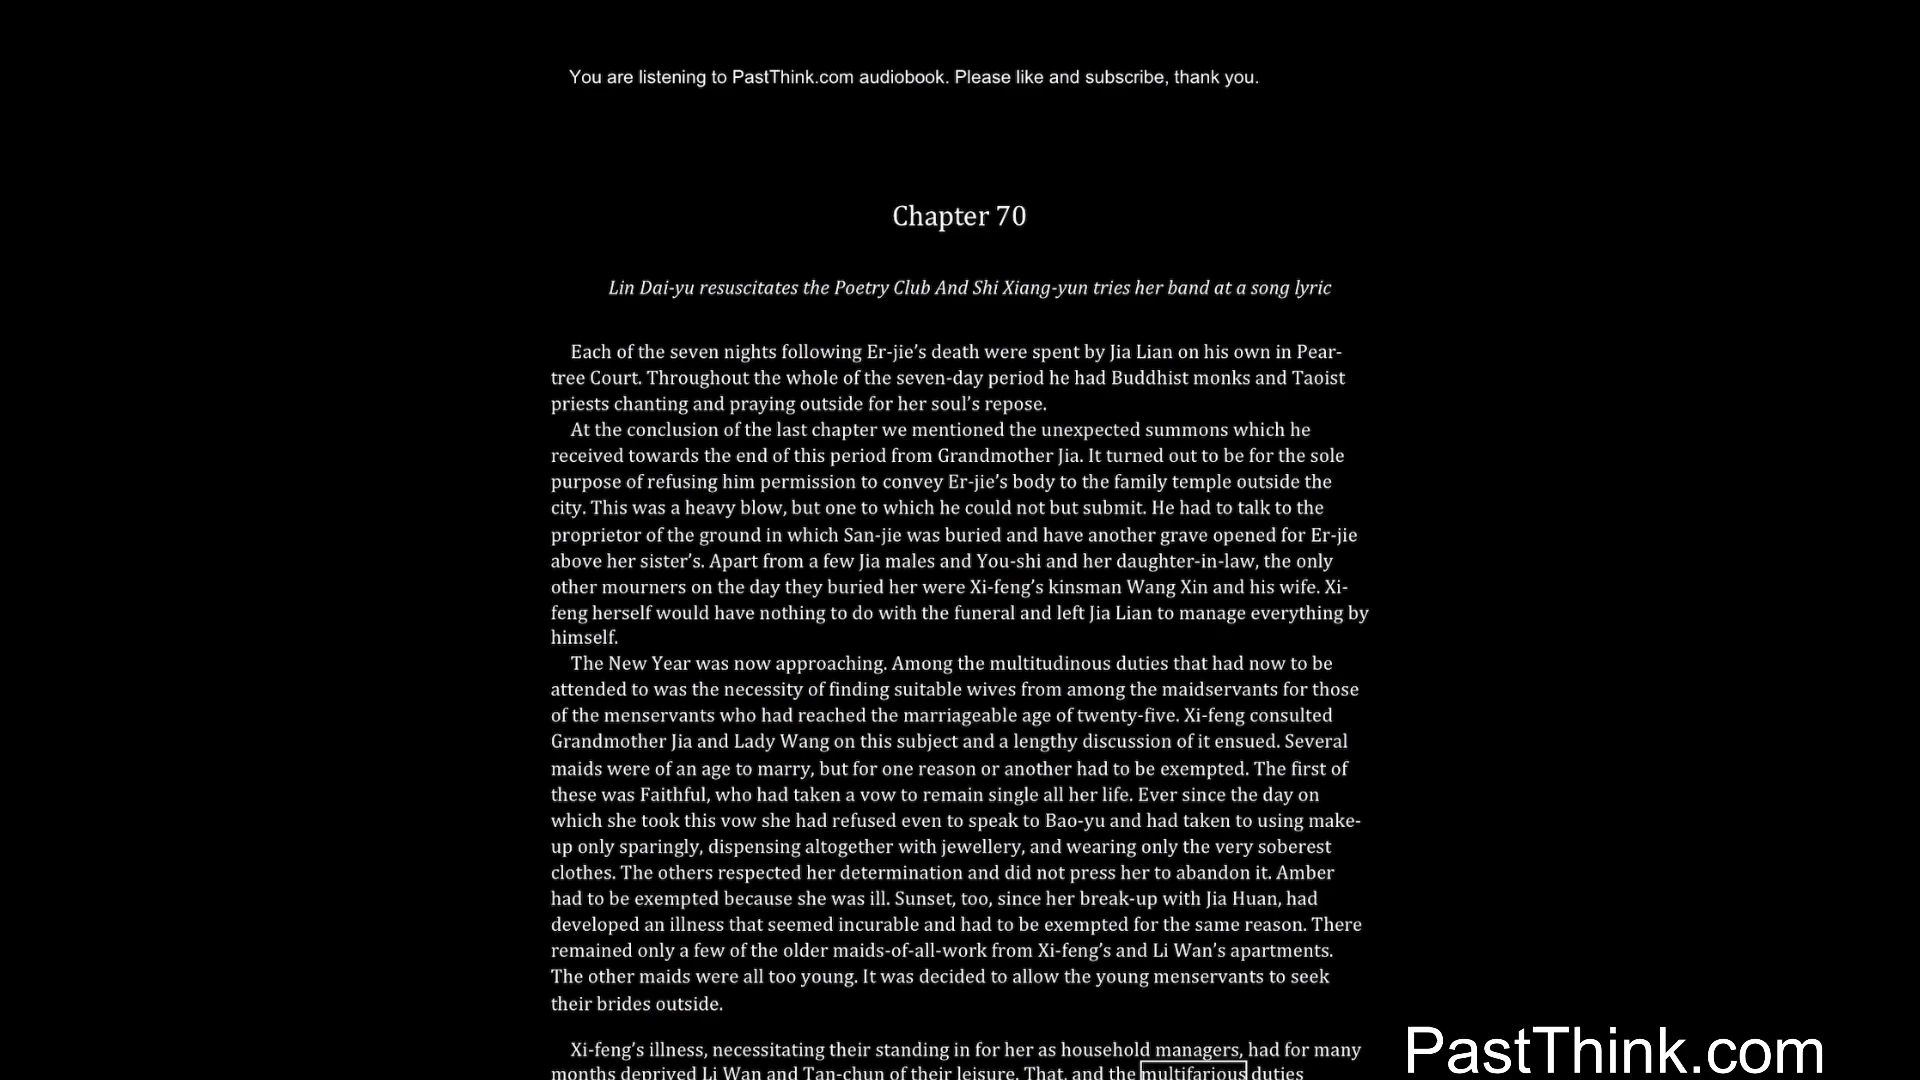 You are listening to PastThink.com audiobook. Please like and subscribe, thank you.
Chapter 70
Lin Dai-yu resuscitates the Poetry Club And Shi Xiang-yun tries her band at a song lyric
Each of the seven nights following Er-jie’s death were spent by Jia Lian on his own in Pear-
tree Court. Throughout the whole of the seven-day period he had Buddhist monks and Taoist
priests chanting and praying outside for her soul’s repose.
At the conclusion of the last chapter we mentioned the unexpected summons which he
received towards the end of this period from Grandmother Jia. It turned out to be for the sole
purpose of refusing him permission to convey Er-jie’s body to the family temple outside the
city. This was a heavy blow, but one to which he could not but submit. He had to talk to the
proprietor of the ground in which San-jie was buried and have another grave opened for Er-jie
above her sister’s. Apart from a few Jia males and You-shi and her daughter-in-law, the only
other mourners on the day they buried her were Xi-feng’s kinsman Wang Xin and his wife. Xi-
feng herself would have nothing to do with the funeral and left Jia Lian to manage everything by
himself.
The New Year was now approaching. Among the multitudinous duties that had now to be
attended to was the necessity of finding suitable wives from among the maidservants for those
of the menservants who had reached the marriageable age of twenty-five. Xi-feng consulted
Grandmother Jia and Lady Wang on this subject and a lengthy discussion of it ensued. Several
maids were of an age to marry, but for one reason or another had to be exempted. The first of
these was Faithful, who had taken a vow to remain single all her life. Ever since the day on
which she took this vow she had refused even to speak to Bao-yu and had taken to using make-
up only sparingly, dispensing altogether with jewellery, and wearing only the very soberest
clothes. The others respected her determination and did not press her to abandon it. Amber
had to be exempted because she was ill. Sunset, too, since her break-up with Jia Huan, had
developed an illness that seemed incurable and had to be exempted for the same reason. There
remained only a few of the older maids-of-all-work from Xi-feng’s and Li Wan’s apartments.
The other maids were all too young. It was decided to allow the young menservants to seek
their brides outside.
Xi-feng’s illness, necessitating their standing in for her as household managers, had for many
months deprived Li Wan and Tan-chun of their leisure. That, and the multifarious duties
PastThink.com